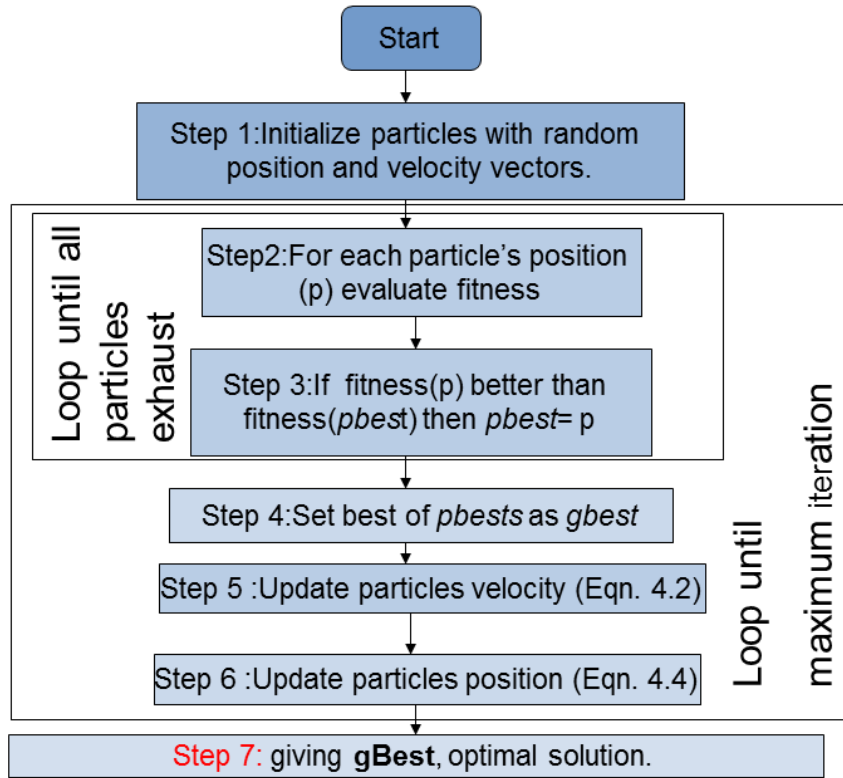 Start
Step 1:Initialize particles with random
position and velocity vectors.
Loop until all
particles
exhaust
Step2:For each particle's position
(p) evaluate fitness
Step 3:If fitness(p) better than
fitness(pbest) then pbest= p
Step 4:Set best of pbests as gbest
Step 5 :Update particles velocity (Eqn. 4.2)
Step 6 :Update particles position (Eqn. 4.4)
Loop until
maximum iteration
Step 7: giving gBest, optimal solution.